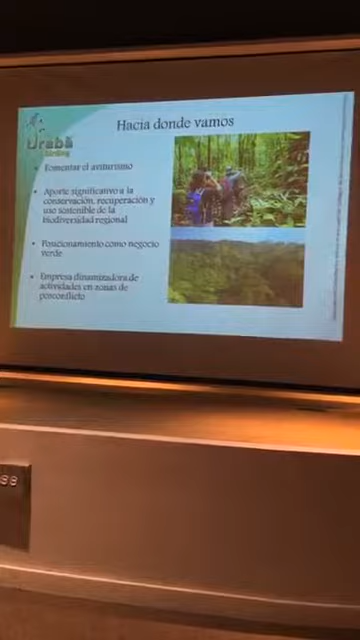 Hacia donde vamos
Urabá
Birding
Fomentar el aviturismo
Aporte significativo a la
conservación, recuperación y
uso sostenible de la
biodiversidad regional
Posicionamiento como negocio
verde
Empresa dinamizadora de
actividades en zonas de
posconflicto